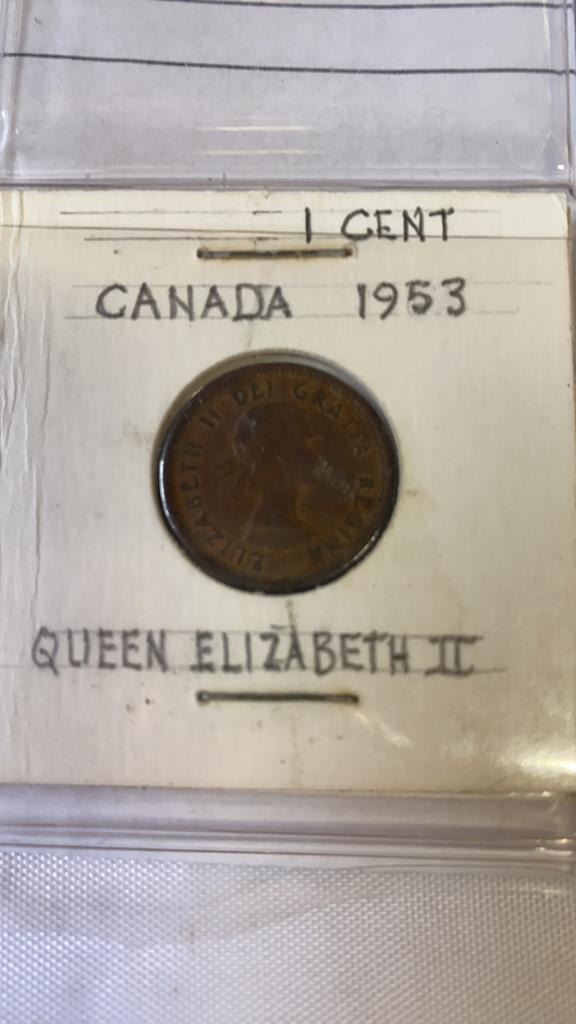 1 CENT
CANADA 1953
ELIZABETH II DEI GRATIA REGINA
QUEEN ELIZABETH II